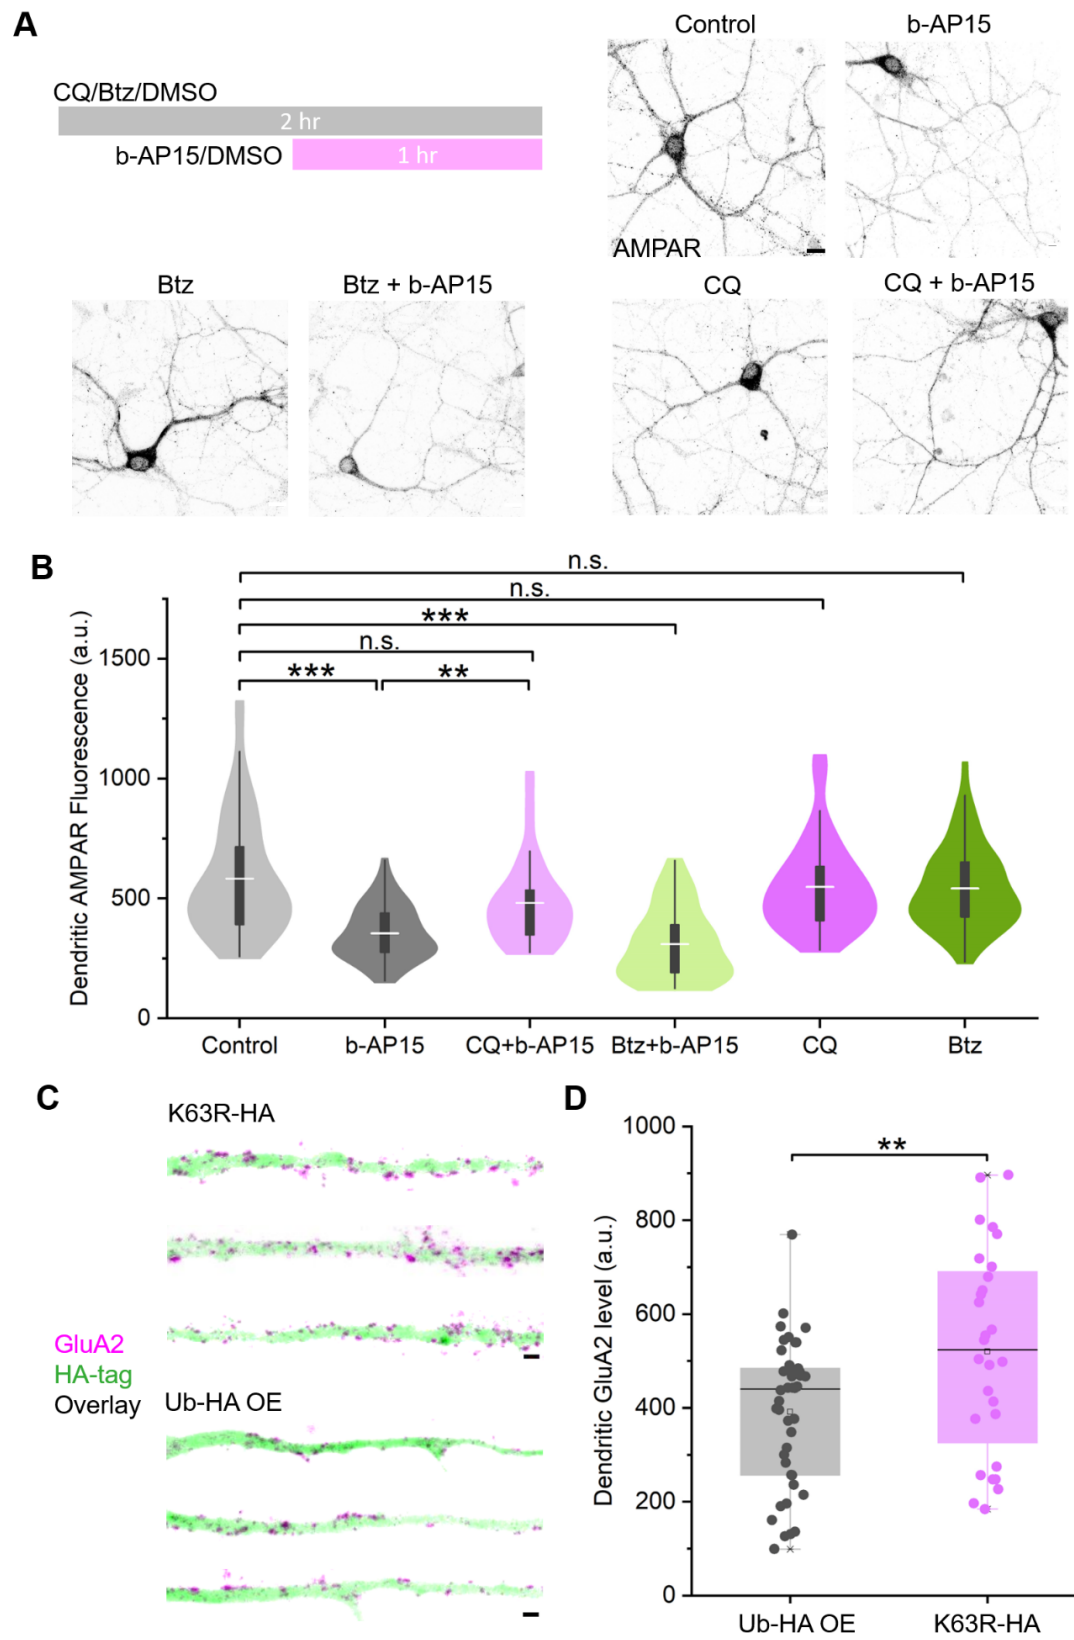 A
CQ/Btz/DMSO
2 hr
b-AP15/DMSO
1 hr
Control
b-AP15
AMPAR
Btz
Btz + b-AP15
CQ
CQ + b-AP15
B
n.s.
n.s.
***
n.s.
***
**
Dendritic AMPAR Fluorescence (a.u.)
1500
1000
500
0
Control
b-AP15
CQ+b-AP15
Btz+b-AP15
CQ
Btz
C
K63R-HA
GluA2
HA-tag
Overlay
Ub-HA OE
D
**
Dendritic GluA2 level (a.u.)
1000
800
600
400
200
0
Ub-HA OE
K63R-HA